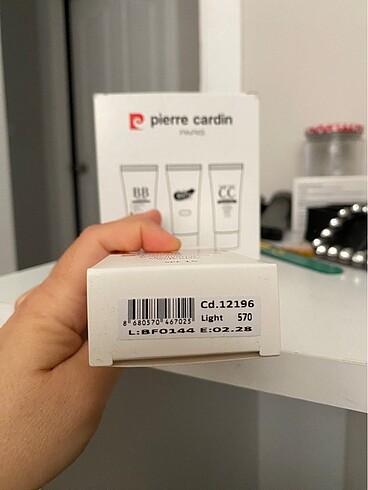 pierre cardin
PARIS
BB
CC
Cd.12196
Light 570
8 680570 467025
L:BF0144 E:02.28